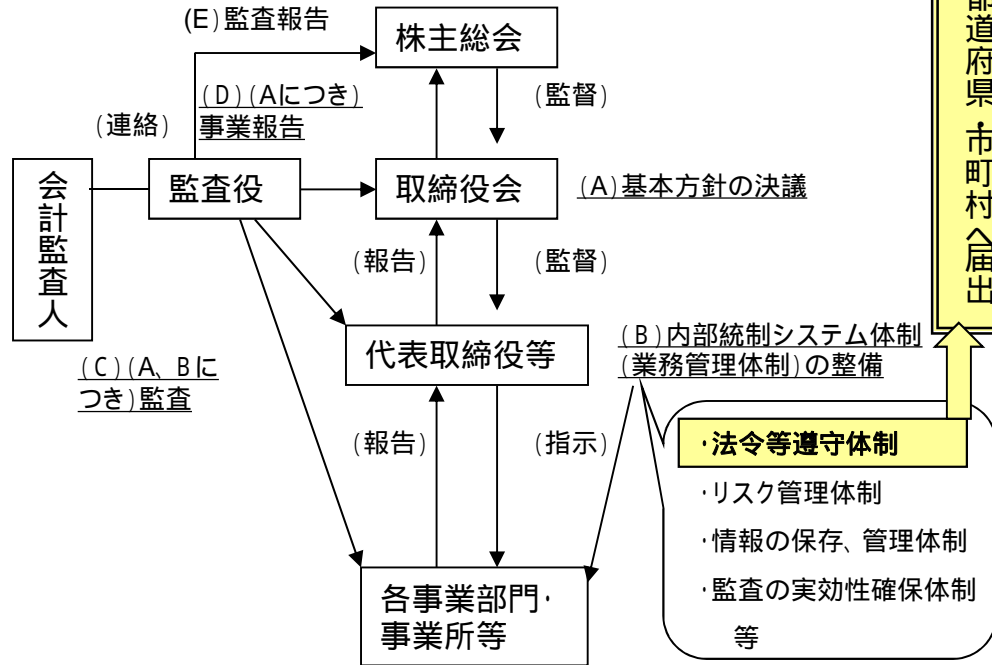 (E)監査報告
株主総会
(D)(Aにつき)
事業報告
(監督)
(連絡)
会計監査人
監査役
取締役会
(A)基本方針の決議
(報告)
(監督)
代表取締役等
(B)内部統制システム体制
(業務管理体制)の整備
(C)(A、Bに
つき)監査
(報告)
(指示)
・法令等遵守体制
・リスク管理体制
・情報の保存、管理体制
・監査の実効性確保体制
等
各事業部門・
事業所等
都道府県・市町村へ届出